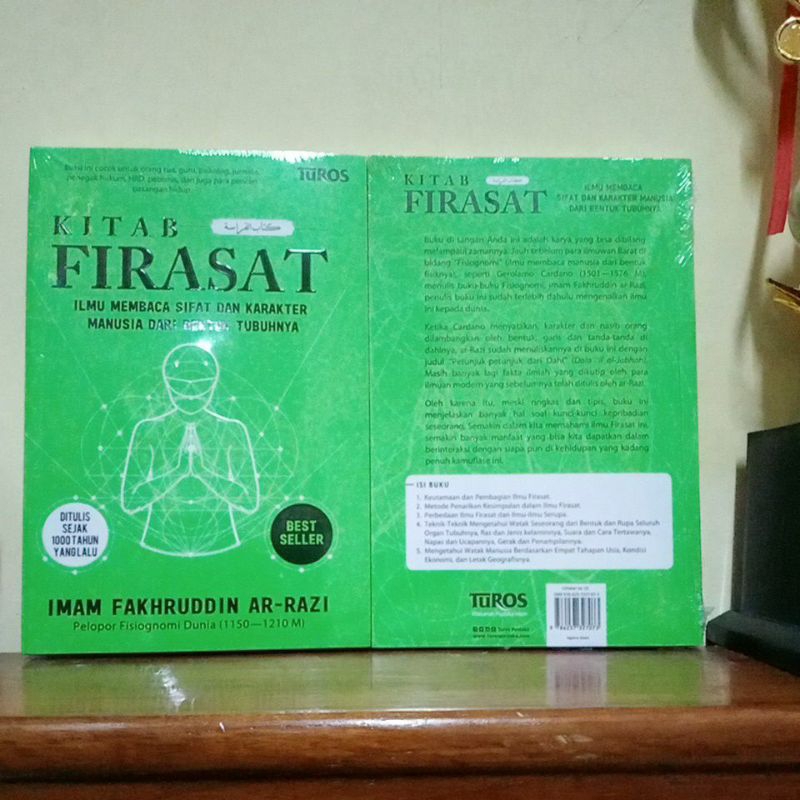 Buku ini cocok untuk orang tua, guru, psikolog, jurnalis,
penegak hukum, HRD, pebisnis, dan juga para pencari
pasangan hidup.
TUROS
KITAB
كتاب الفراسة
FIRASAT
ILMU MEMBACA SIFAT DAN KARAKTER
MANUSIA DARI BENTUK TUBUHNYA
DITULIS
SEJAK
1000 TAHUN
YANG LALU
BEST
SELLER
IMAM FAKHRUDDIN AR-RAZI
Pelopor Fisiognomi Dunia (1150—1210 M)
KITAB
كتاب الفراسة
FIRASAT
ILMU MEMBACA
SIFAT DAN KARAKTER MANUSIA
DARI BENTUK TUBUHNYA
Buku di tangan Anda ini adalah karya yang bisa dibilang
melampaui zamannya. Jauh sebelum para ilmuwan Barat di
bidang "Fisiognomi" (ilmu membaca manusia dari bentuk
fisiknya), seperti Gerolamo Cardano (1501—1576 M),
menulis buku-buku Fisiognomi, imam Fakhruddin ar-Razi,
penulis buku ini sudah terlebih dahulu mengenalkan ilmu
ini kepada dunia.
Ketika Cardano menyatakan, karakter dan nasib orang
dilambangkan oleh bentuk, garis dan tanda-tanda di
dahinya, ar-Razi sudah menuliskannya di buku ini dengan
judul "Petunjuk-petunjuk dari Dahi" (Dala'il al-Jabhah).
Masih banyak lagi fakta ilmiah yang dikutip oleh para
ilmuan modern yang sebelumnya telah ditulis oleh ar-Razi.
Oleh karena itu, meski ringkas dan tipis, buku ini
menjelaskan banyak hal soal kunci-kunci kepribadian
seseorang. Semakin dalam kita memahami ilmu Firasat ini,
semakin banyak manfaat yang bisa kita dapatkan dalam
berinteraksi dengan siapa pun di kehidupan yang kadang
penuh kamuflase ini.
ISI BUKU
1. Keutamaan dan Pembagian Ilmu Firasat.
2. Metode Penarikan Kesimpulan dalam Ilmu Firasat.
3. Perbedaan Ilmu Firasat dan Ilmu-ilmu Serupa.
4. Teknik-Teknik Mengetahui Watak Seseorang dari Bentuk dan Rupa Seluruh
Organ Tubuhnya, Ras dan Jenis kelaminnya, Suara dan Cara Tertawanya,
Napas dan Ucapannya, Gerak dan Penampilannya.
5. Mengetahui Watak Manusia Berdasarkan Empat Tahapan Usia, Kondisi
Ekonomi, dan Letak Geografisnya.
TUROS
Turos Pustaka
www.turospustaka.com